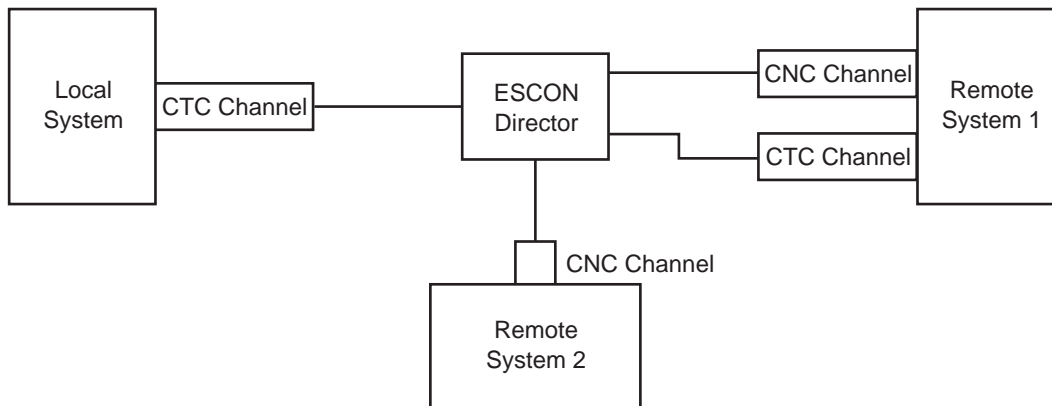 Local
System
CTC Channel
ESCON
Director
CNC Channel
CTC Channel
Remote
System 1
CNC Channel
Remote
System 2